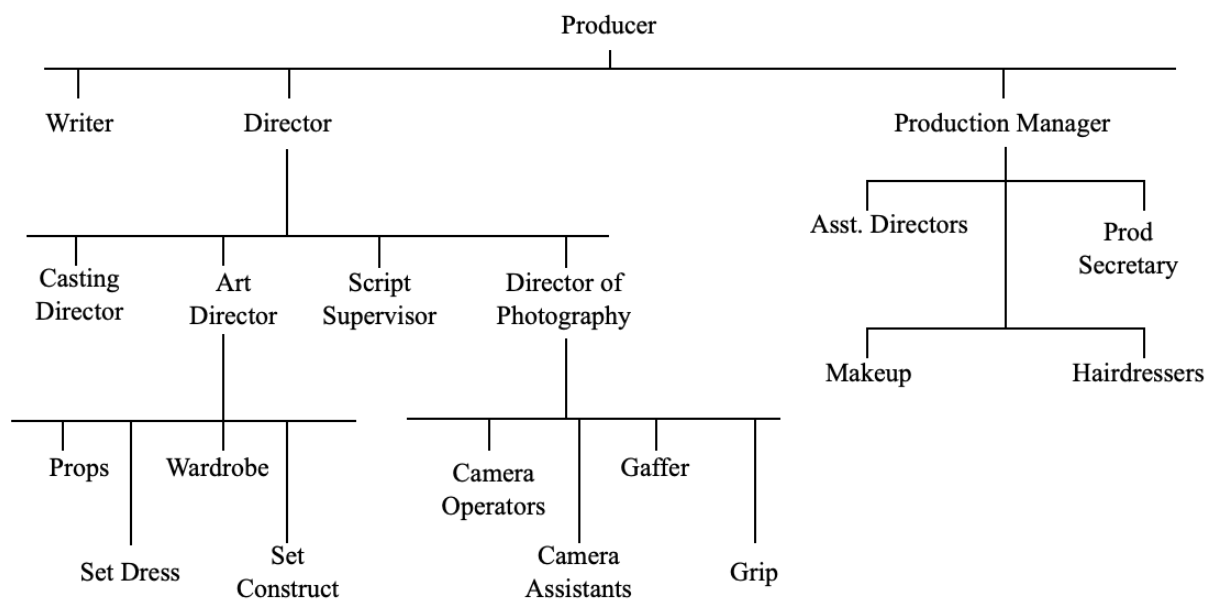 Producer
Writer
Director
Production Manager
Asst. Directors
Prod
Secretary
Casting
Director
Art
Director
Script
Supervisor
Director of
Photography
Makeup
Hairdressers
Props
Wardrobe
Camera
Operators
Gaffer
Set Dress
Set
Construct
Camera
Assistants
Grip